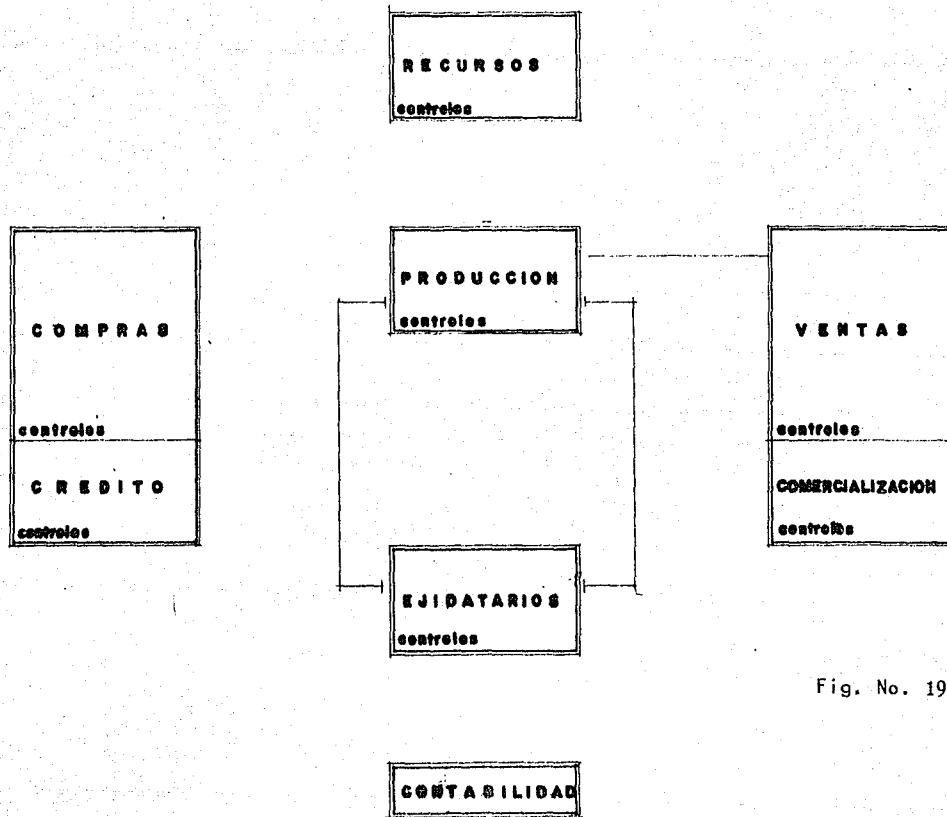 RECURSOS
controles
PRODUCCION
controles
COMPRAS
controles
CREDITO
controles
VENTAS
controles
COMERCIALIZACION
controles
EJIDATARIOS
controles
Fig. No. 19
CONTABILIDAD